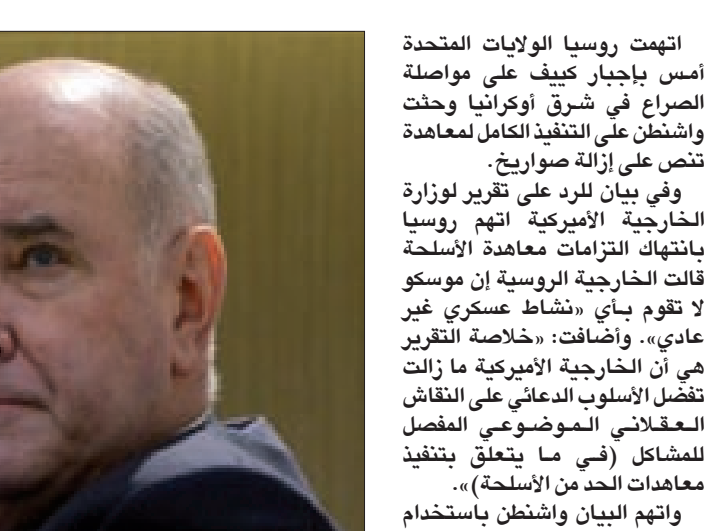 اتهمت روسيا الولايات المتحدة
أمس بإجبار كييف على مواصلة
الصراع في شرق أوكرانيا وحثت
واشنطن على التنفيذ الكامل لمعاهدة
تنص على إزالة صواريخ.
وفي بيان للرد على تقرير لوزارة
الخارجية الأميركية اتهم روسيا
بانتهاك التزامات معاهدة الأسلحة
قالت الخارجية الروسية إن موسكو
لا تقوم بأي «نشاط عسكري غير
عادي». وأضافت: «خلاصة التقرير
هي أن الخارجية الأميركية ما زالت
تفضل الأسلوب الدعائي على النقاش
العقلاني الموضوعي المفصل
للمشاكل (في ما يتعلق بتنفيذ
معاهدات الحد من الأسلحة)».
واتهم البيان واشنطن باستخدام